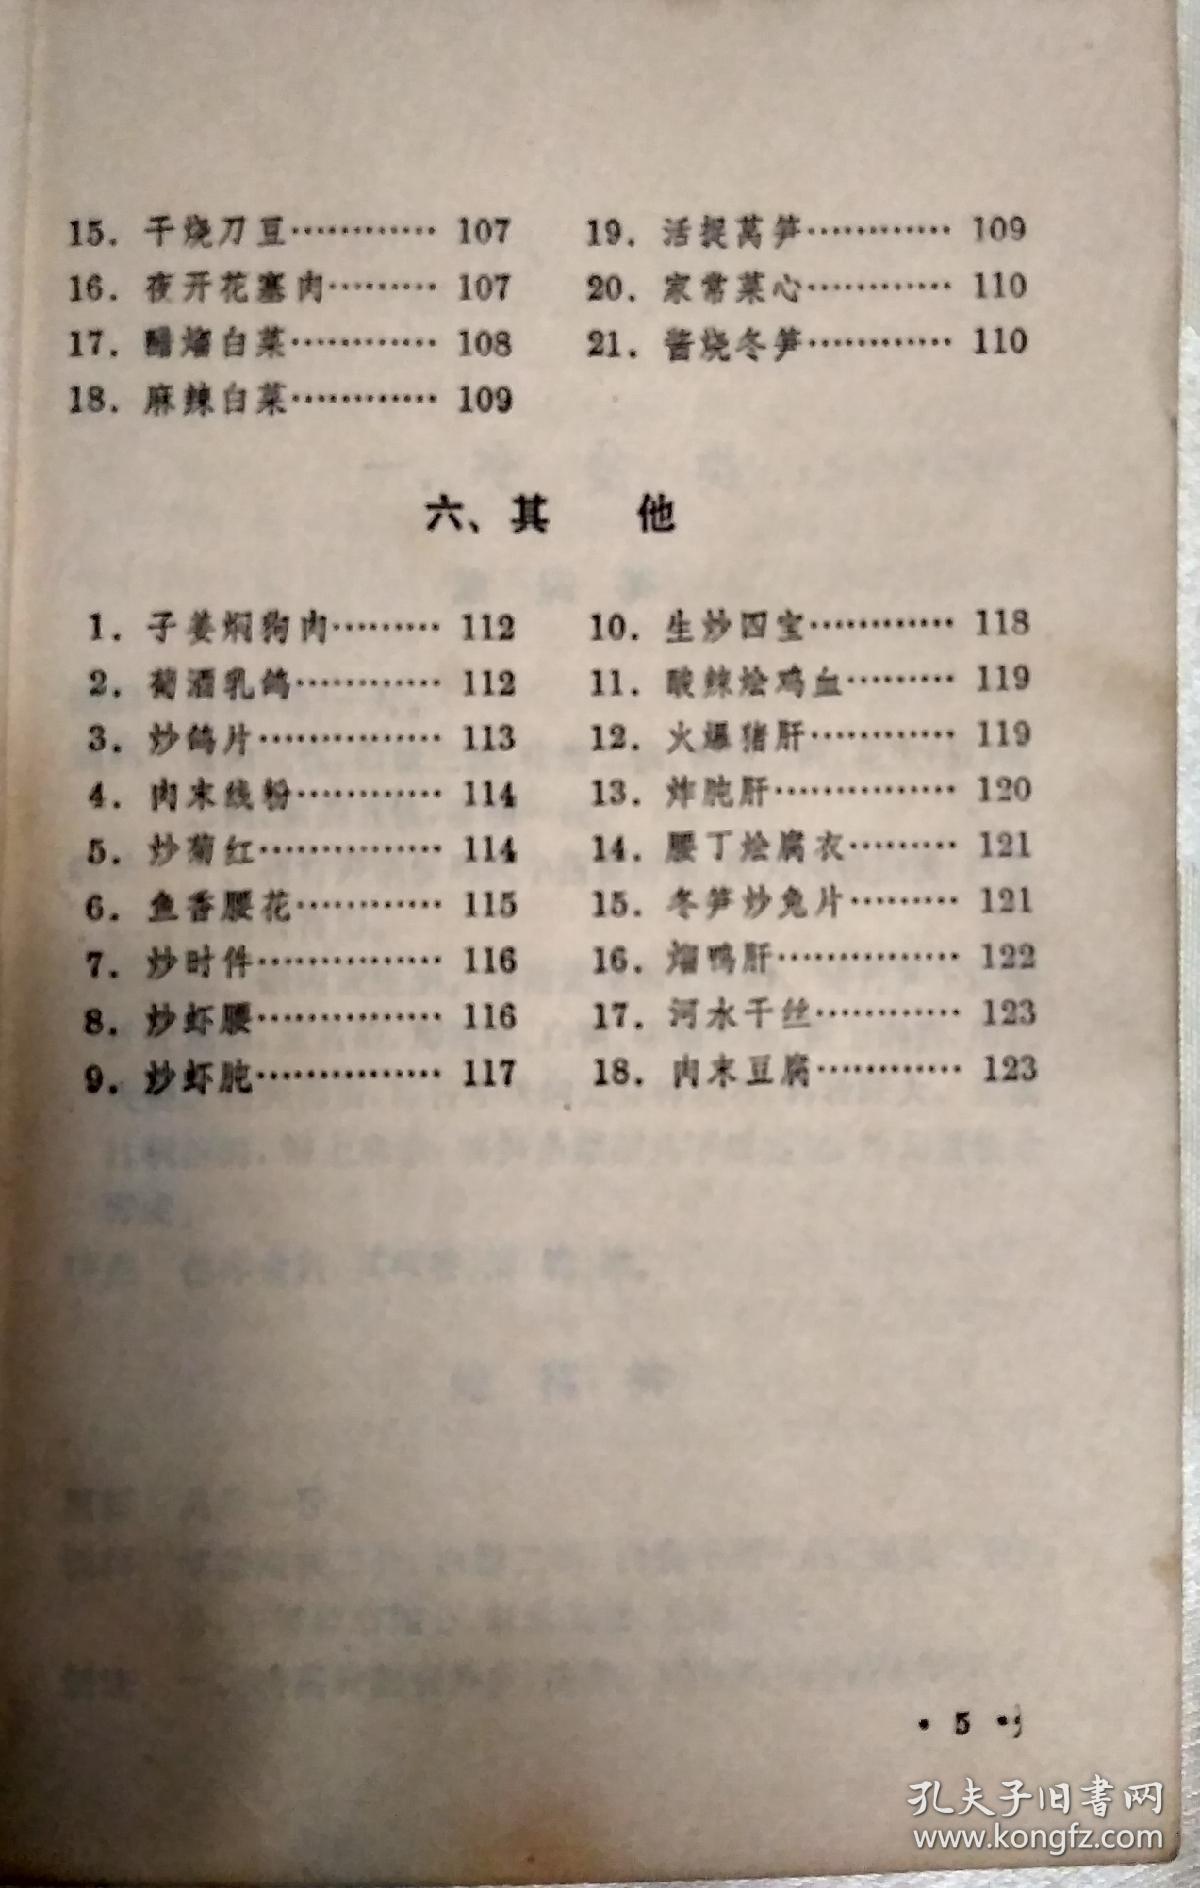 15. 干烧刀豆………… 107
16. 夜开花塞肉……… 107
17. 醋熘白菜………… 108
18. 麻辣白菜………… 109
19. 活捉莴笋………… 109
20. 家常菜心………… 110
21. 酱烧冬笋………… 110
六、其　他
1. 子姜焖狗肉……… 112
2. 葡酒乳鸽………… 112
3. 炒鸽片…………… 113
4. 肉末线粉………… 114
5. 炒菊红…………… 114
6. 鱼香腰花………… 115
7. 炒时件…………… 116
8. 炒虾腰…………… 116
9. 炒虾肫…………… 117
10. 生炒四宝………… 118
11. 酸辣烩鸡血……… 119
12. 火爆猪肝………… 119
13. 炸肫肝…………… 120
14. 腰丁烩腐衣……… 121
15. 冬笋炒兔片……… 121
16. 熘鸭肝…………… 122
17. 河水干丝………… 123
18. 肉末豆腐………… 123
• 5 •
孔夫子旧书网
www.kongfz.com